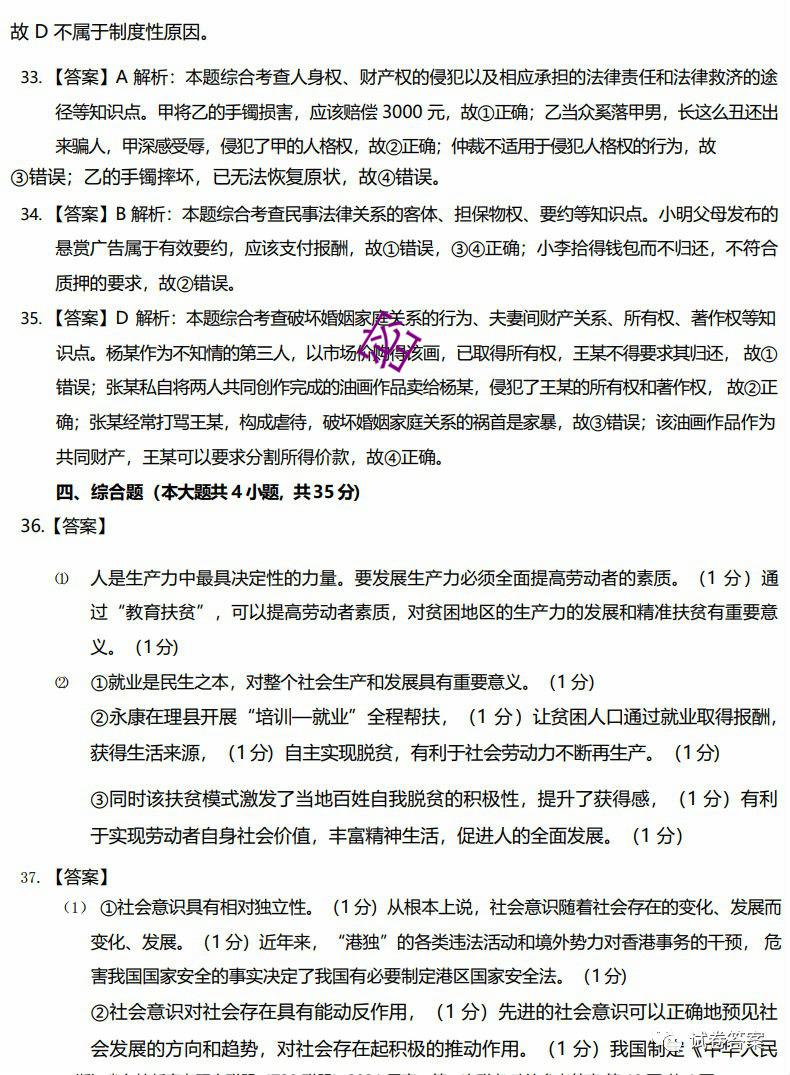 故 D 不属于制度性原因。
33. 【答案】A 解析：本题综合考查人身权、财产权的侵犯以及相应承担的法律责任和法律救济的途
径等知识点。甲将乙的手镯损害，应该赔偿 3000 元，故①正确；乙当众奚落甲男，长这么丑还出
来骗人，甲深感受辱，侵犯了甲的人格权，故②正确；仲裁不适用于侵犯人格权的行为，故
③错误；乙的手镯摔坏，已无法恢复原状，故④错误。
34. 【答案】B 解析：本题综合考查民事法律关系的客体、担保物权、要约等知识点。小明父母发布的
悬赏广告属于有效要约，应该支付报酬，故①错误，③④正确；小李拾得钱包而不归还，不符合
质押的要求，故②错误。
35. 【答案】D 解析：本题综合考查破坏婚姻家庭关系的行为、夫妻间财产关系、所有权、著作权等知
识点。杨某作为不知情的第三人，以市场价购得该画，已取得所有权，王某不得要求其归还， 故①
错误；张某私自将两人共同创作完成的油画作品卖给杨某，侵犯了王某的所有权和著作权， 故②正
确；张某经常打骂王某，构成虐待，破坏婚姻家庭关系的祸首是家暴，故③错误；该油画作品作为
共同财产，王某可以要求分割所得价款，故④正确。
四、综合题（本大题共 4 小题，共 35 分）
36.【答案】
⑴ 人是生产力中最具决定性的力量。要发展生产力必须全面提高劳动者的素质。（1 分）通
过“教育扶贫”，可以提高劳动者素质，对贫困地区的生产力的发展和精准扶贫有重要意
义。（1 分）
⑵ ①就业是民生之本，对整个社会生产和发展具有重要意义。（1 分）
②永康在理县开展“培训—就业”全程帮扶，（1 分）让贫困人口通过就业取得报酬，
获得生活来源，（1 分）自主实现脱贫，有利于社会劳动力不断再生产。（1 分）
③同时该扶贫模式激发了当地百姓自我脱贫的积极性，提升了获得感，（1 分）有利
于实现劳动者自身社会价值，丰富精神生活，促进人的全面发展。（1 分）
37. 【答案】
（1） ①社会意识具有相对独立性。（1 分）从根本上说，社会意识随着社会存在的变化、发展而
变化、发展。（1 分）近年来，“港独”的各类违法活动和境外势力对香港事务的干预， 危
害我国国家安全的事实决定了我国有必要制定港区国家安全法。（1 分）
②社会意识对社会存在具有能动反作用，（1 分）先进的社会意识可以正确地预见社
会发展的方向和趋势，对社会存在起积极的推动作用。（1 分）我国制定《中华人民
试卷答案